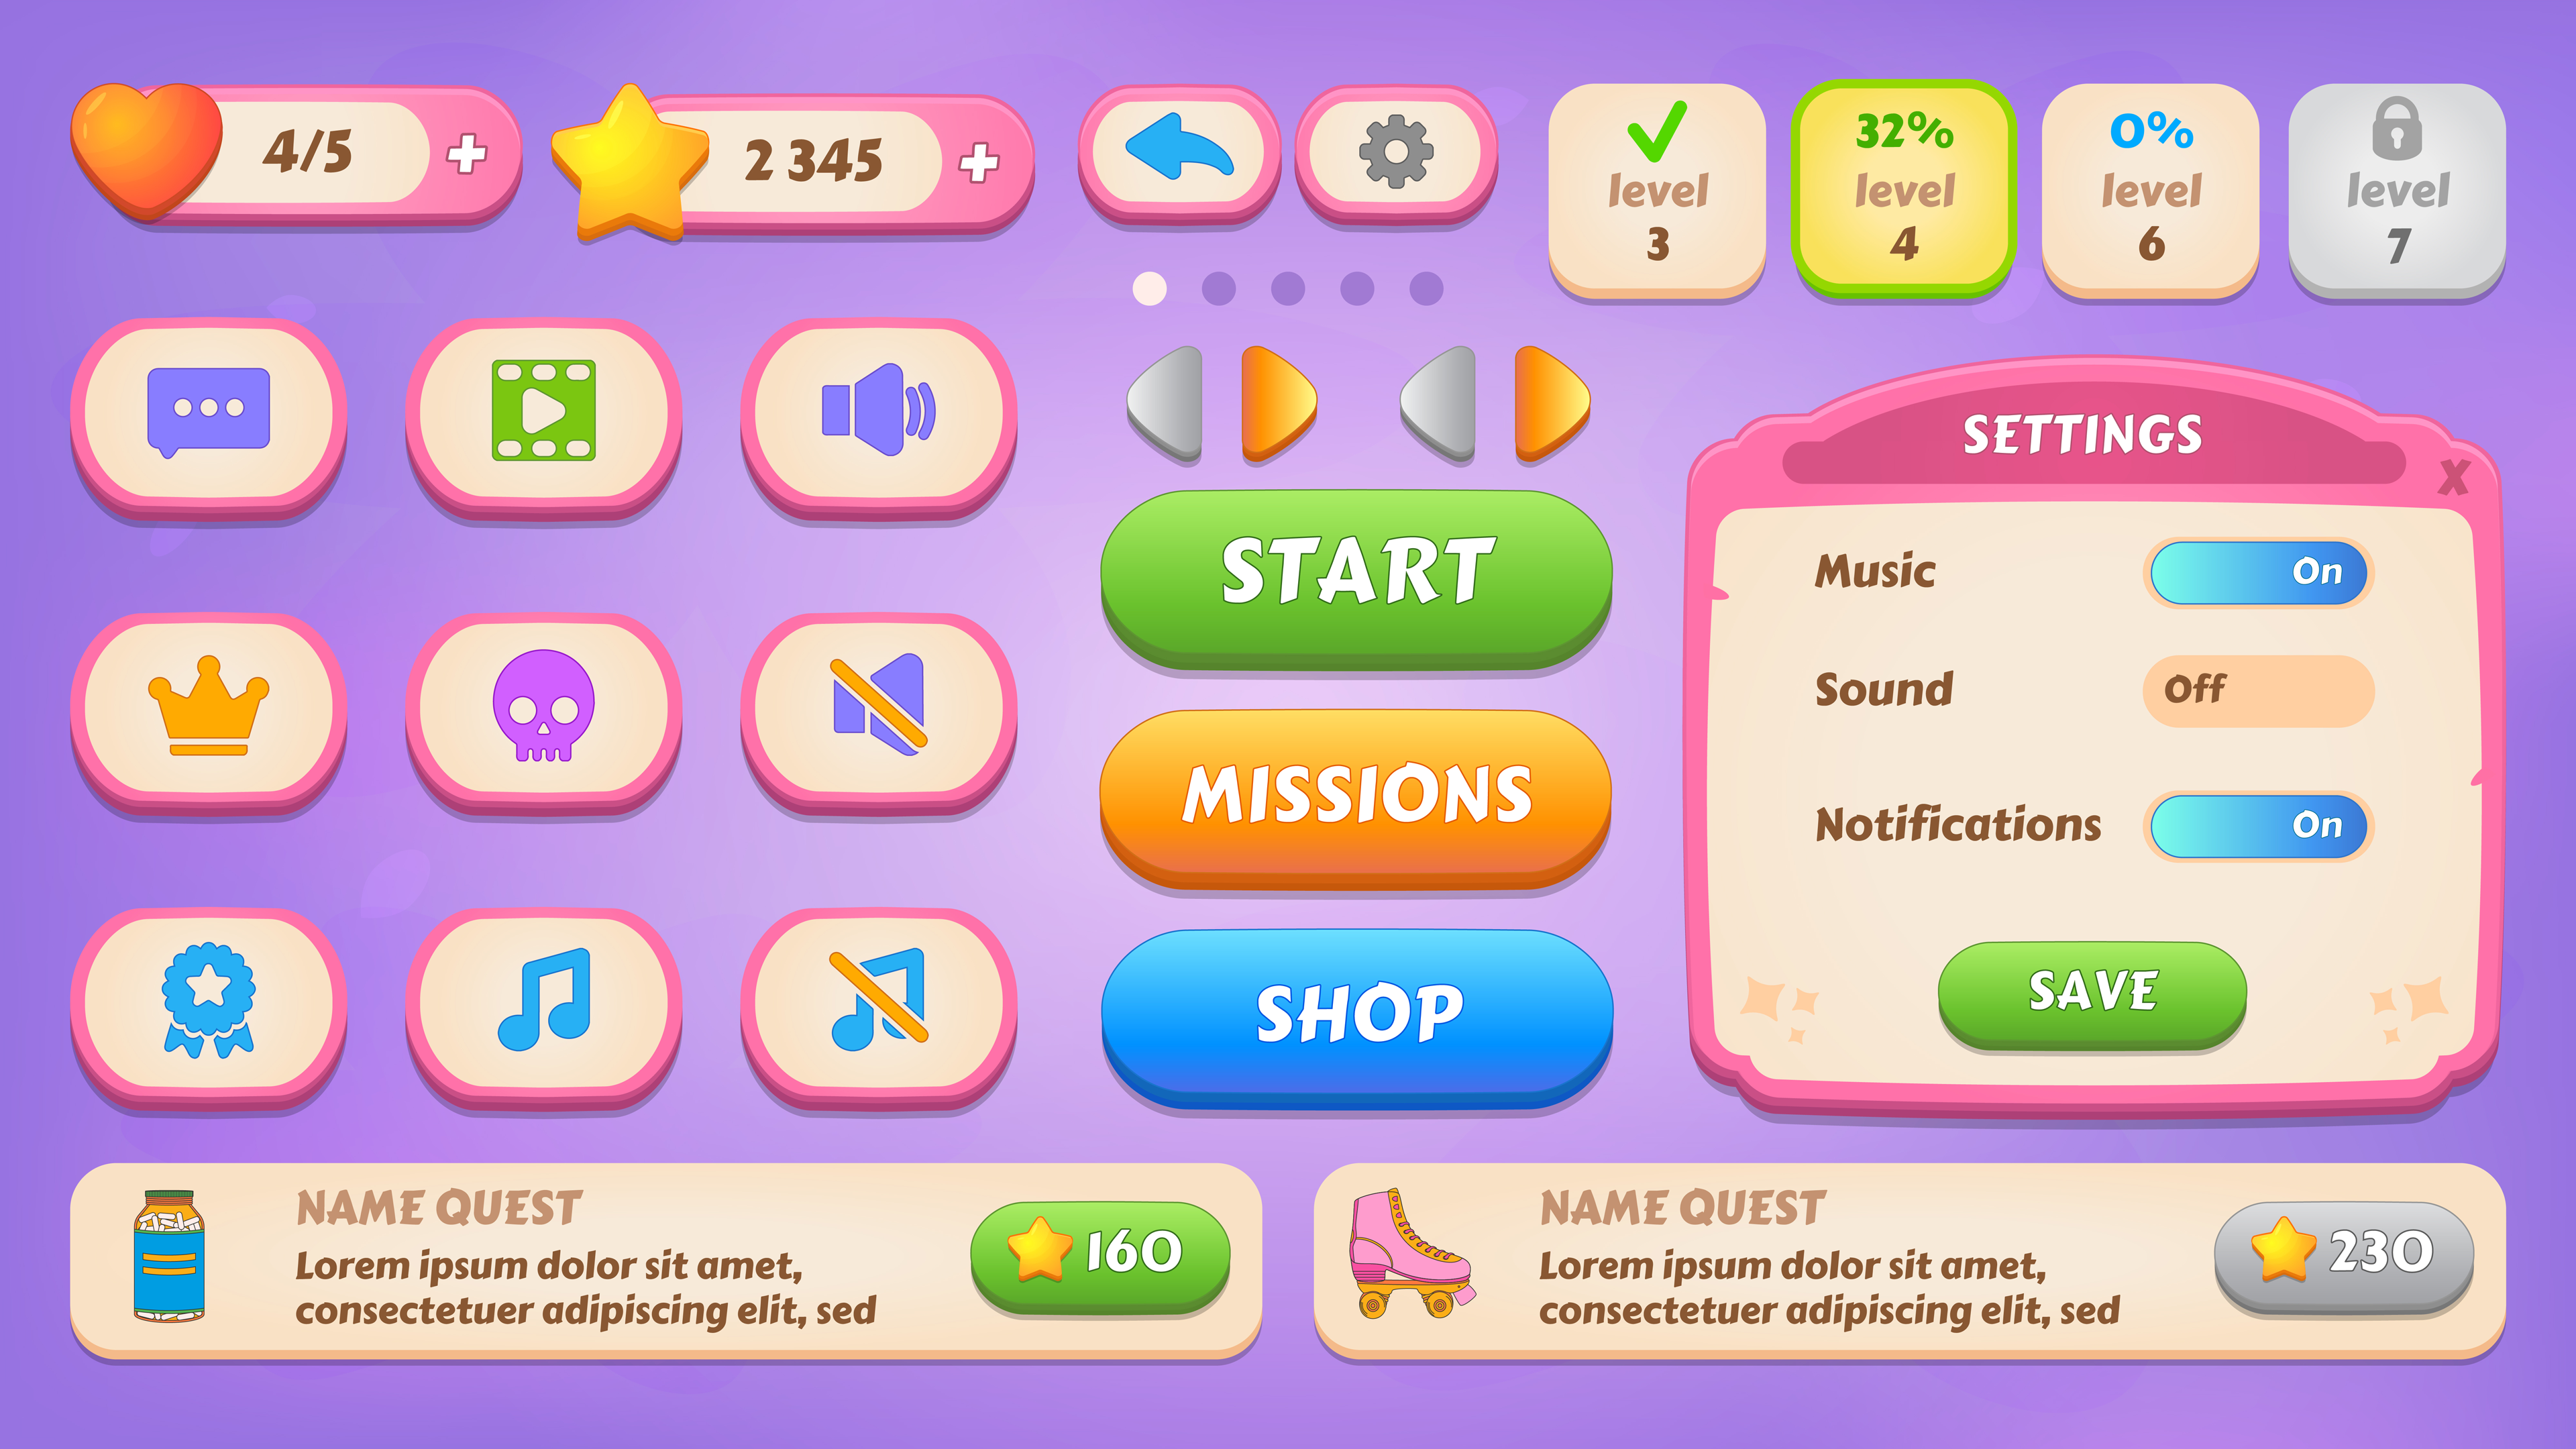 4/5
2 345
32%
0%
level
level
level
level
3
4
6
7
SETTINGS
X
START
Music
On
Sound
Off
MISSIONS
Notifications
On
SHOP
SAVE
NAME QUEST
Lorem ipsum dolor sit amet,
consectetuer adipiscing elit, sed
160
NAME QUEST
Lorem ipsum dolor sit amet,
consectetuer adipiscing elit, sed
230